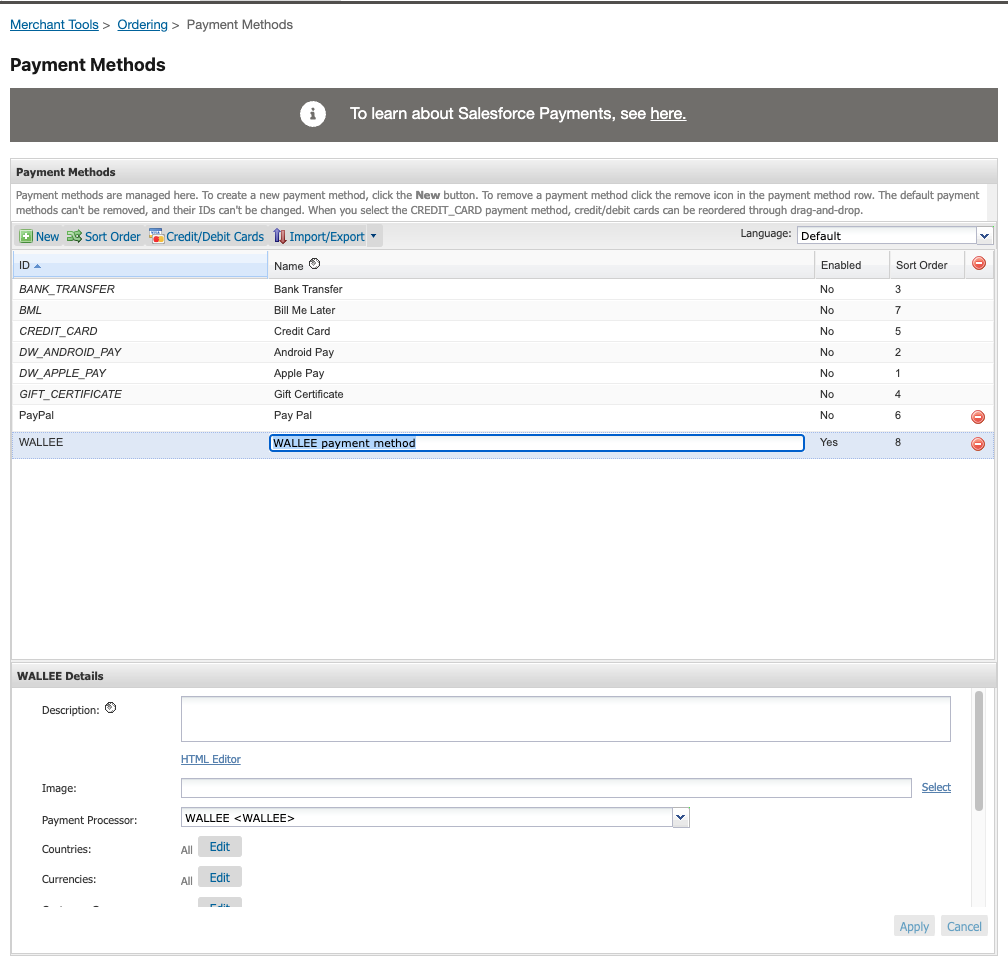 Merchant Tools > Ordering > Payment Methods
Payment Methods
To learn about Salesforce Payments, see here.
Payment Methods
Payment methods are managed here. To create a new payment method, click the New button. To remove a payment method click the remove icon in the payment method row. The default payment
methods can't be removed, and their IDs can't be changed. When you select the CREDIT_CARD payment method, credit/debit cards can be reordered through drag-and-drop.
New Sort Order Credit/Debit Cards Import/Export Language: Default
ID Name Enabled Sort Order
BANK_TRANSFER Bank Transfer No 3
BML Bill Me Later No 7
CREDIT_CARD Credit Card No 5
DW_ANDROID_PAY Android Pay No 2
DW_APPLE_PAY Apple Pay No 1
GIFT_CERTIFICATE Gift Certificate No 4
PayPal Pay Pal No 6
WALLEE WALLEE payment method Yes 8
WALLEE Details
Description:
HTML Editor
Image: Select
Payment Processor: WALLEE <WALLEE>
Countries: All Edit
Currencies: All Edit
Edit
Apply Cancel